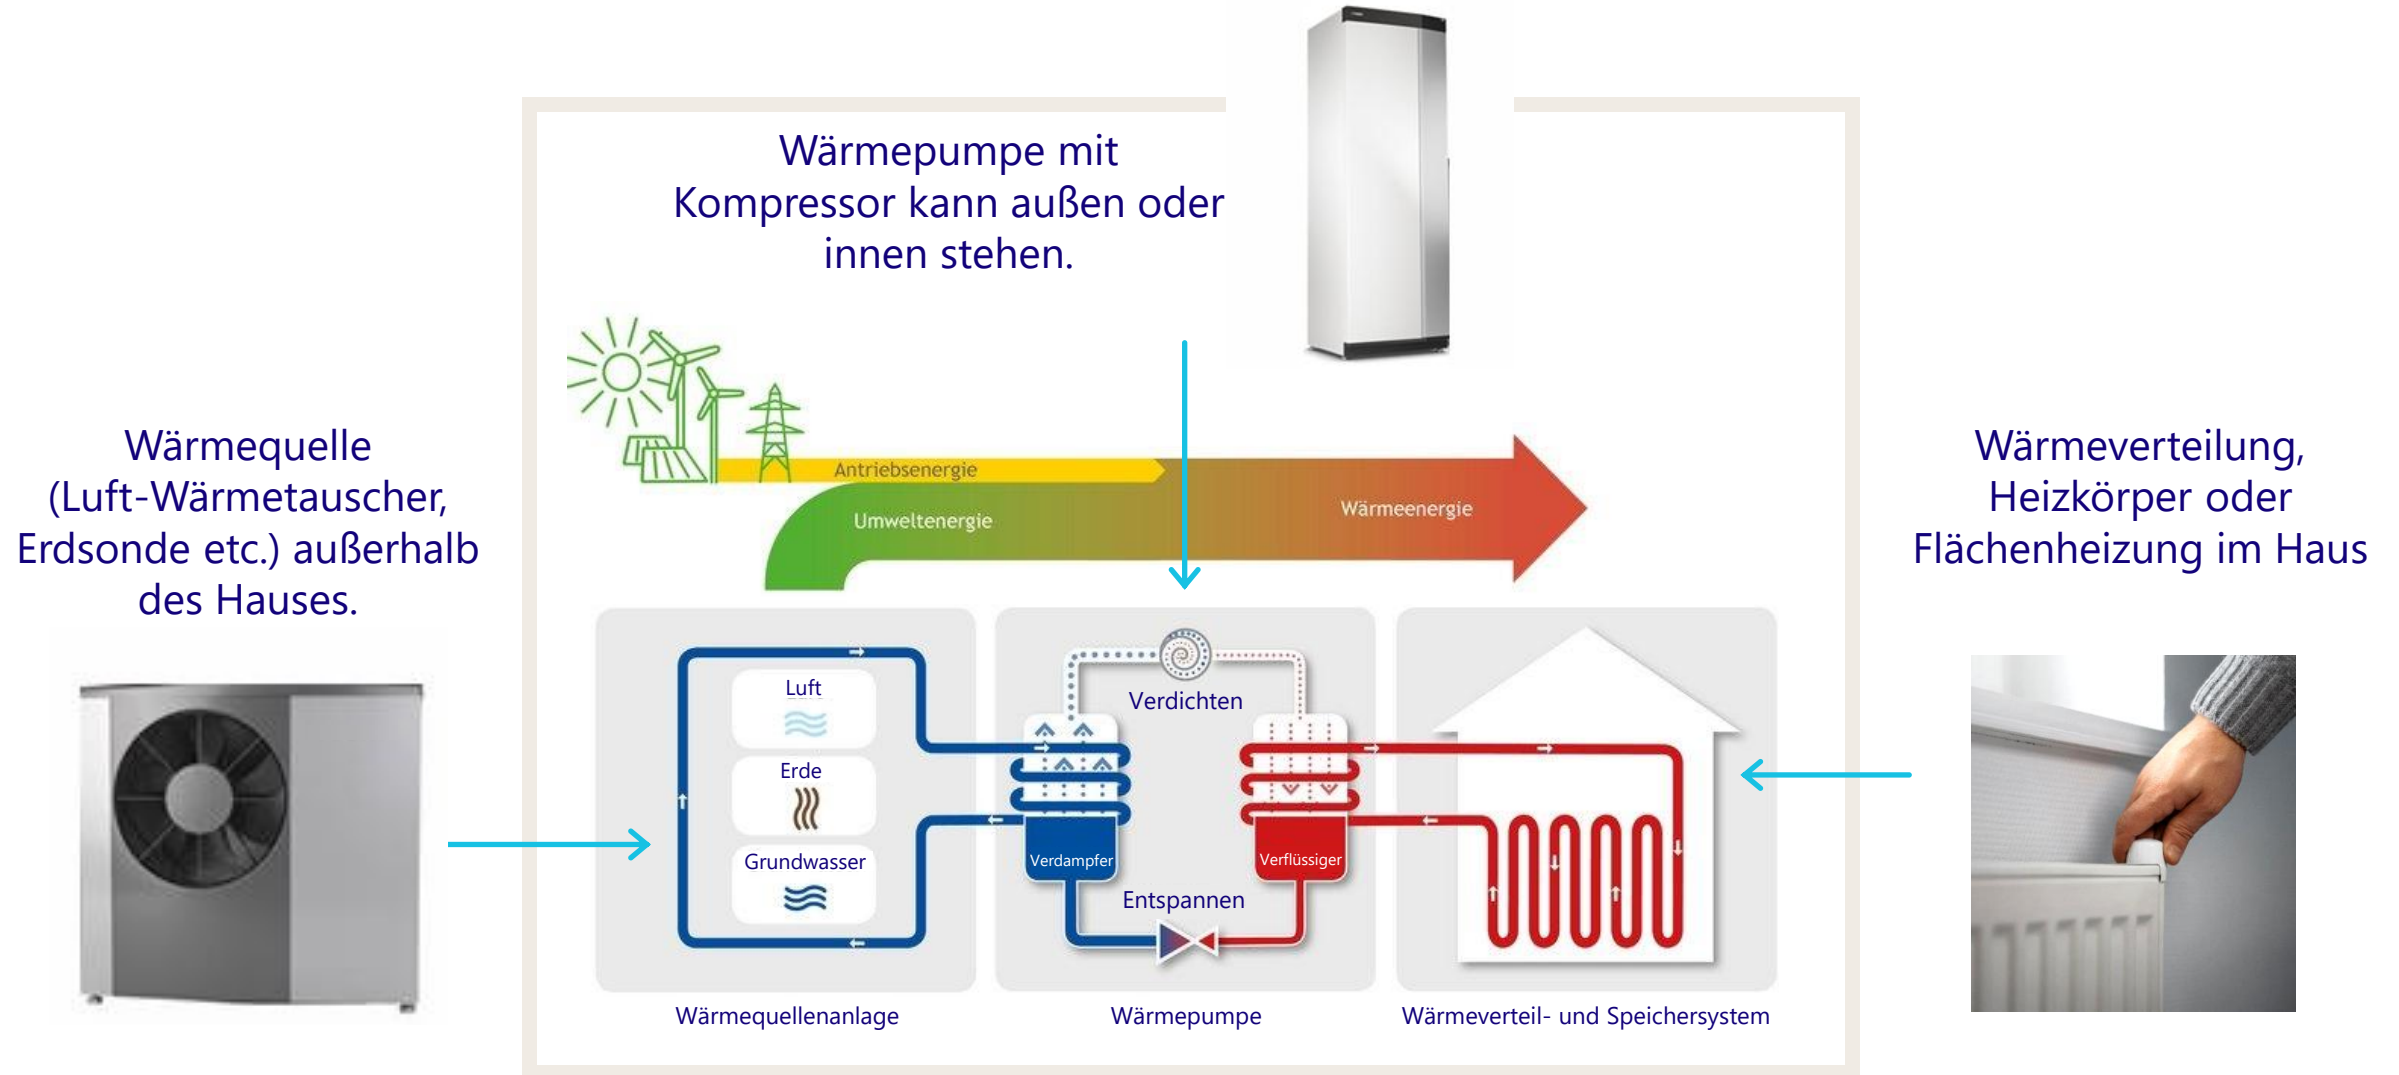 Wärmepumpe mit
Kompressor kann außen oder
innen stehen.
Wärmequelle
(Luft-Wärmetauscher,
Erdsonde etc.) außerhalb
des Hauses.
Antriebsenergie
Umweltenergie
Wärmeenergie
Wärmeverteilung,
Heizkörper oder
Flächenheizung im Haus
Luft
Erde
Grundwasser
Verdichten
Verdampfer
Verflüssiger
Entspannen
Wärmequellenanlage
Wärmepumpe
Wärmeverteil- und Speichersystem